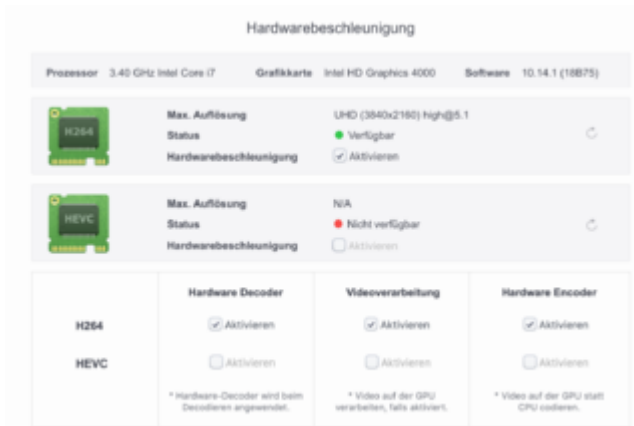 Hardwarebeschleunigung
Prozessor 3.40 GHz Intel Core i7 Grafikkarte Intel HD Graphics 4000 Software 10.14.1 (18B75)
H264
Max. Auflösung UHD (3840x2160) high@5.1
Status Verfügbar
Hardwarebeschleunigung Aktivieren
HEVC
Max. Auflösung N/A
Status Nicht verfügbar
Hardwarebeschleunigung Aktivieren
Hardware Decoder Videoverarbeitung Hardware Encoder
H264 Aktivieren Aktivieren Aktivieren
HEVC Aktivieren Aktivieren Aktivieren
* Hardware-Decoder wird beim * Video auf der GPU * Video auf der GPU statt
Decodieren angewendet. verarbeiten, falls aktiviert. CPU codieren.